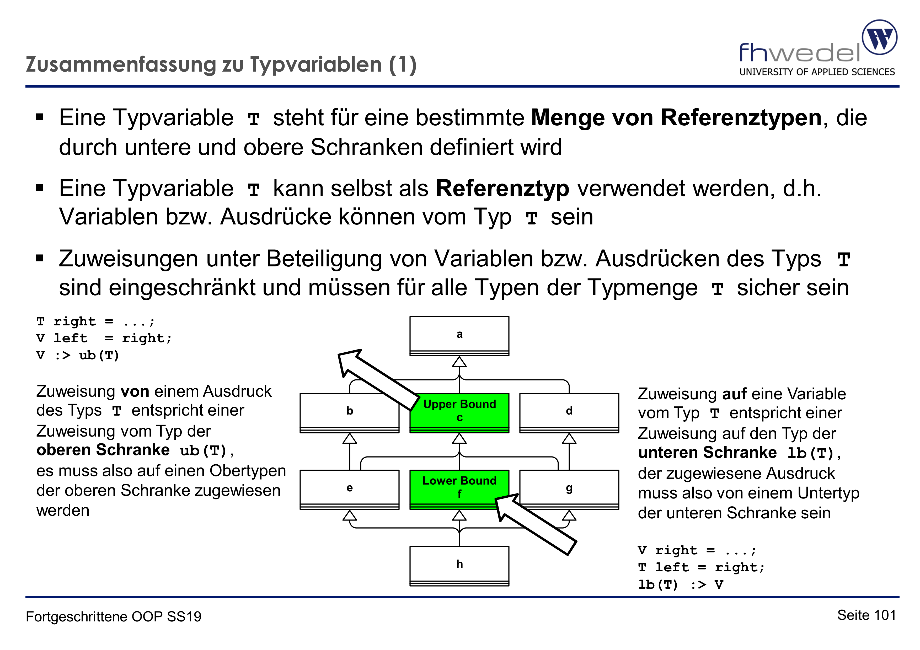 Zusammenfassung zu Typvariablen (1)
fhwedel
UNIVERSITY OF APPLIED SCIENCES
W
▪ Eine Typvariable T steht für eine bestimmte Menge von Referenztypen, die
durch untere und obere Schranken definiert wird
▪ Eine Typvariable T kann selbst als Referenztyp verwendet werden, d.h.
Variablen bzw. Ausdrücke können vom Typ T sein
▪ Zuweisungen unter Beteiligung von Variablen bzw. Ausdrücken des Typs T
sind eingeschränkt und müssen für alle Typen der Typmenge T sicher sein
T right = ...;
V left  = right;
V :> ub(T)
Zuweisung von einem Ausdruck
des Typs T entspricht einer
Zuweisung vom Typ der
oberen Schranke ub(T),
es muss also auf einen Obertypen
der oberen Schranke zugewiesen
werden
a
b
Upper Bound
c
d
e
Lower Bound
f
g
h
Zuweisung auf eine Variable
vom Typ T entspricht einer
Zuweisung auf den Typ der
unteren Schranke lb(T),
der zugewiesene Ausdruck
muss also von einem Untertyp
der unteren Schranke sein
V right = ...;
T left = right;
lb(T) :> V
Fortgeschrittene OOP SS19
Seite 101